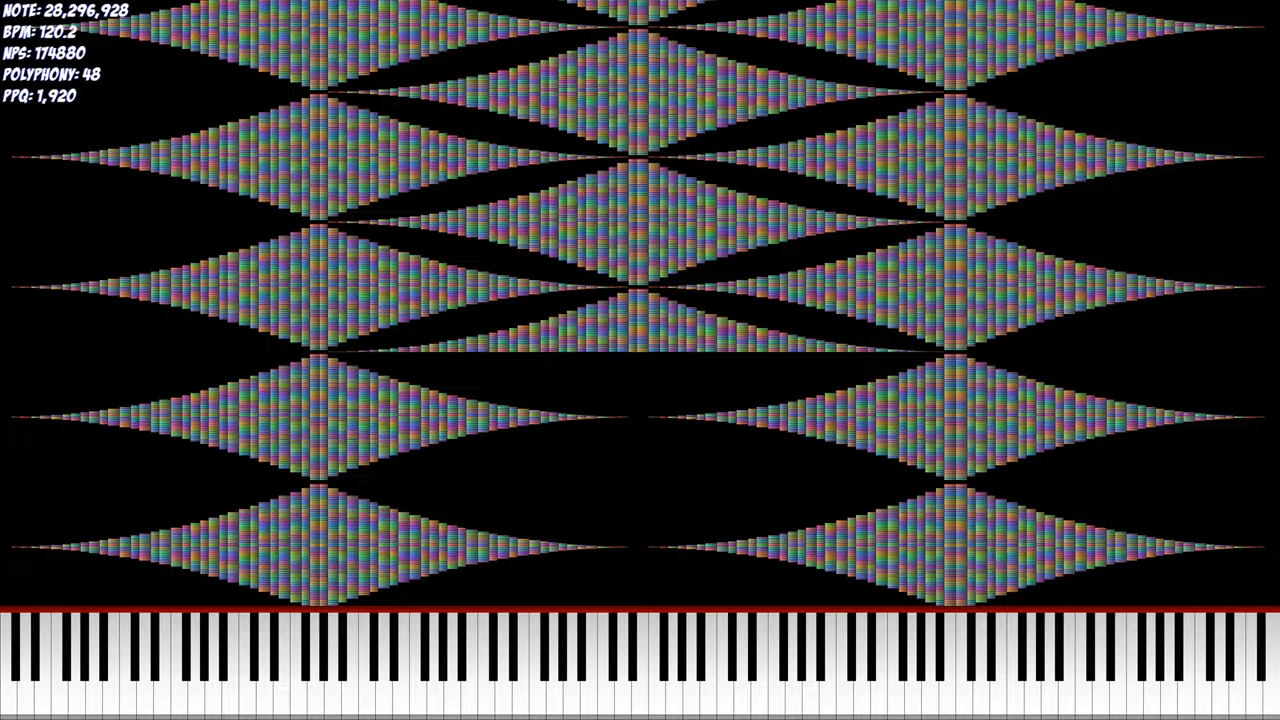 NOTE: 28,296,928
BPM: 120.2
NPS: 174880
POLYPHONY: 48
PPQ: 1,920